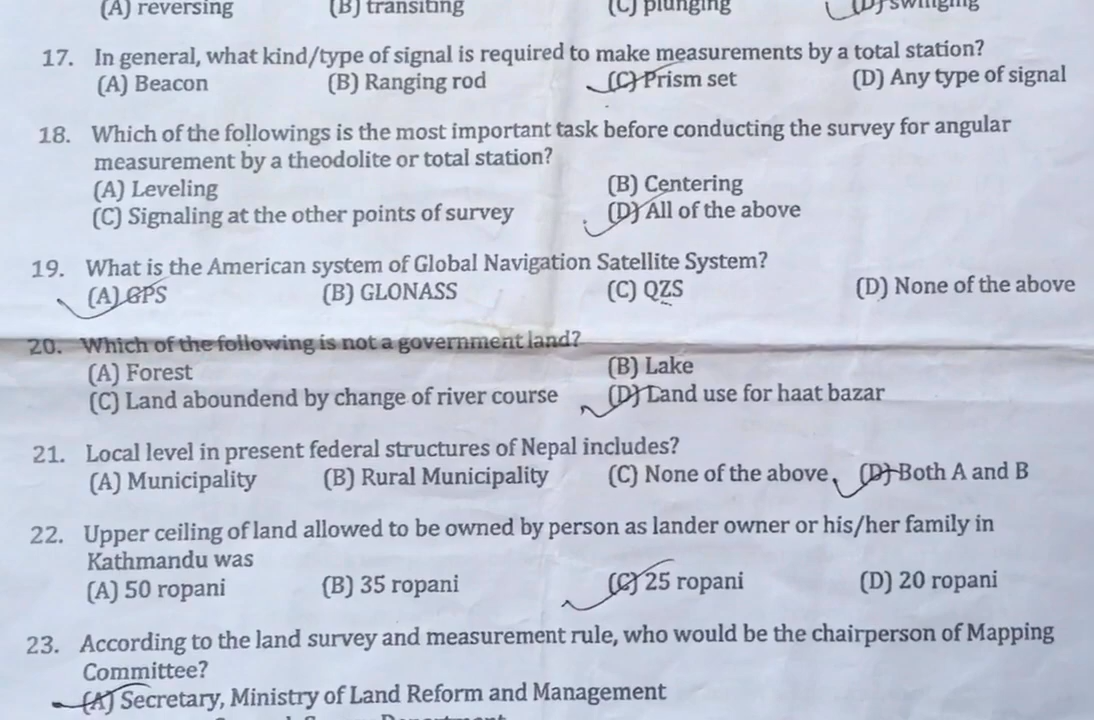 (A) reversing (B) transiting (C) plunging (D) swinging
17. In general, what kind/type of signal is required to make measurements by a total station?
(A) Beacon (B) Ranging rod (C) Prism set (D) Any type of signal
18. Which of the followings is the most important task before conducting the survey for angular
measurement by a theodolite or total station?
(A) Leveling (B) Centering
(C) Signaling at the other points of survey (D) All of the above
19. What is the American system of Global Navigation Satellite System?
(A) GPS (B) GLONASS (C) QZS (D) None of the above
20. Which of the following is not a government land?
(A) Forest (B) Lake
(C) Land aboundend by change of river course (D) Land use for haat bazar
21. Local level in present federal structures of Nepal includes?
(A) Municipality (B) Rural Municipality (C) None of the above (D) Both A and B
22. Upper ceiling of land allowed to be owned by person as lander owner or his/her family in
Kathmandu was
(A) 50 ropani (B) 35 ropani (C) 25 ropani (D) 20 ropani
23. According to the land survey and measurement rule, who would be the chairperson of Mapping
Committee?
(A) Secretary, Ministry of Land Reform and Management